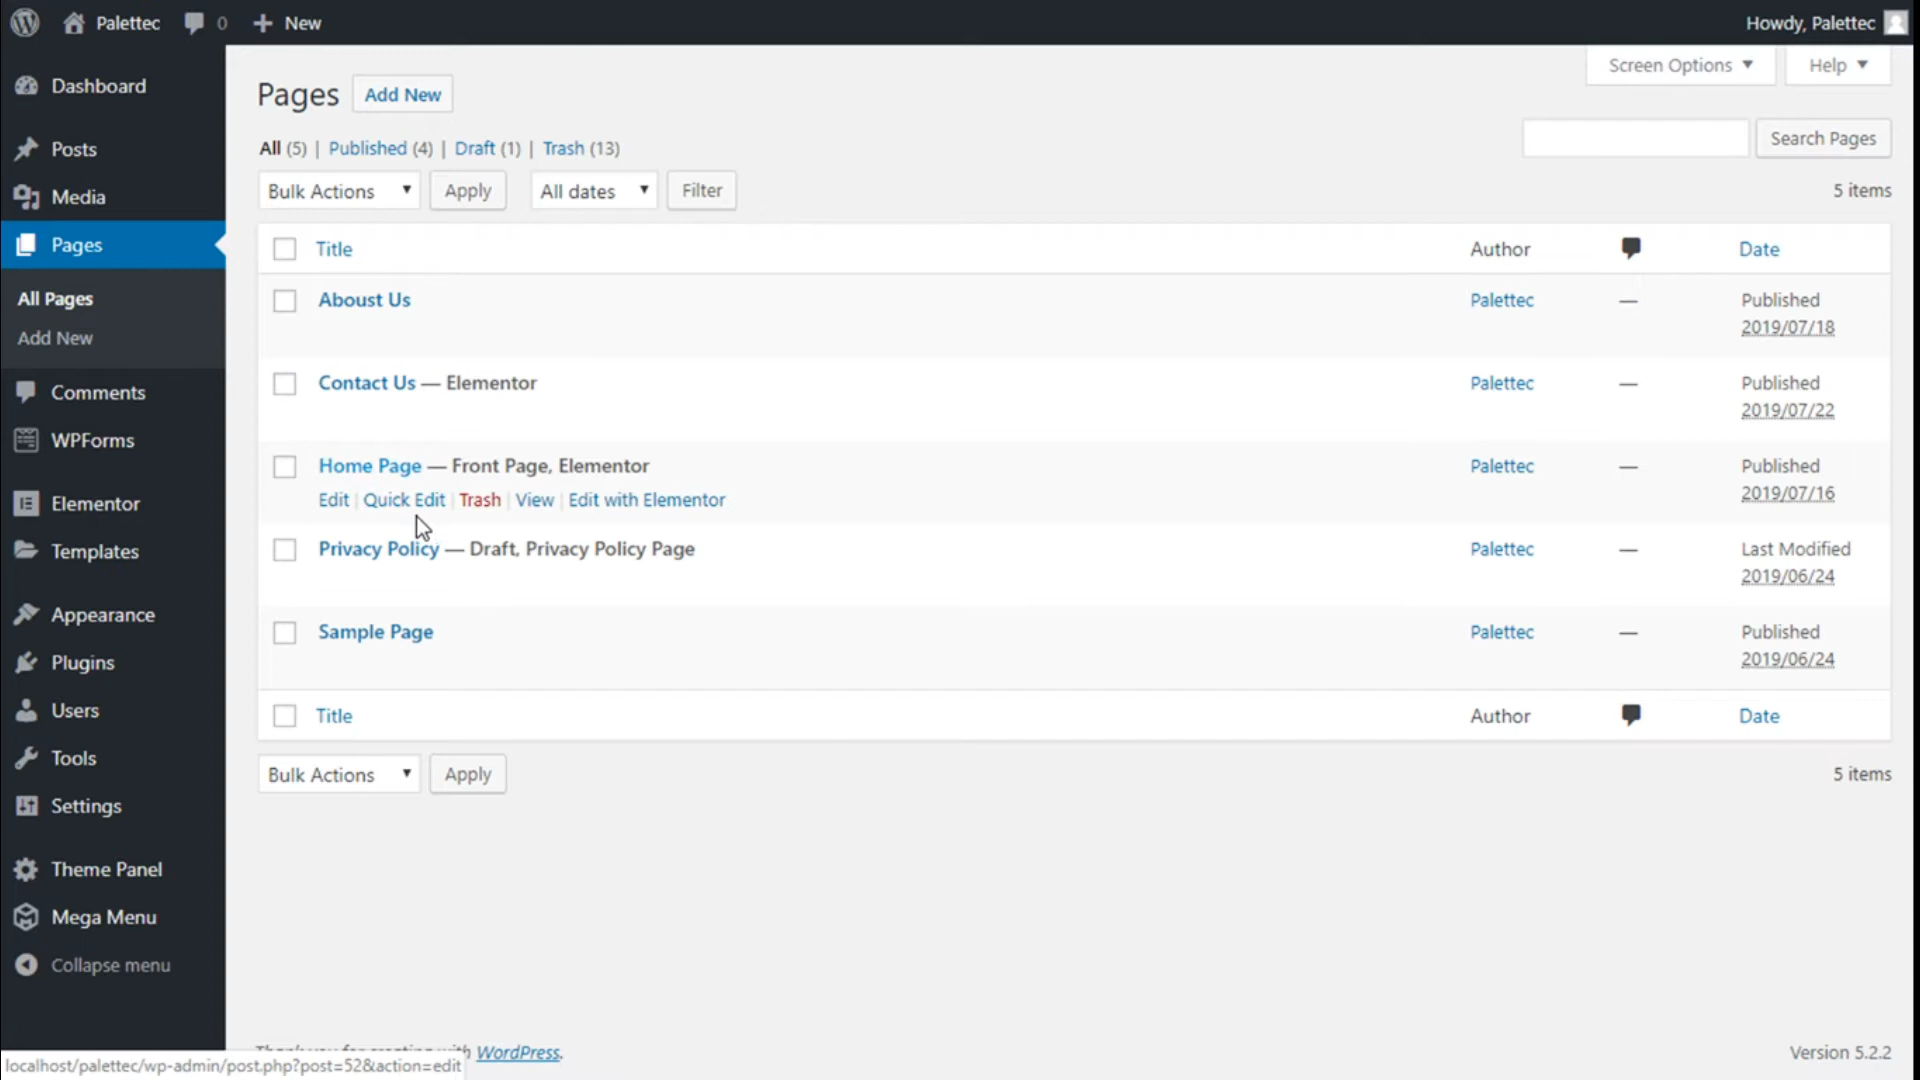 Palettec 0 + New Howdy, Palettec
Screen Options ▼ Help ▼
Dashboard
Posts
Media
Pages
All Pages
Add New
Comments
WPForms
Elementor
Templates
Appearance
Plugins
Users
Tools
Settings
Theme Panel
Mega Menu
Collapse menu
Pages Add New
All (5) | Published (4) | Draft (1) | Trash (13)
Search Pages
Bulk Actions ▼ Apply All dates ▼ Filter 5 items
Title Author Date
Aboust Us Palettec — Published
2019/07/18
Contact Us — Elementor Palettec — Published
2019/07/22
Home Page — Front Page, Elementor Palettec — Published
Edit | Quick Edit | Trash | View | Edit with Elementor 2019/07/16
Privacy Policy — Draft, Privacy Policy Page Palettec — Last Modified
2019/06/24
Sample Page Palettec — Published
2019/06/24
Title Author Date
Bulk Actions ▼ Apply 5 items
Thank you for creating with WordPress. Version 5.2.2
localhost/palettec/wp-admin/post.php?post=52&action=edit